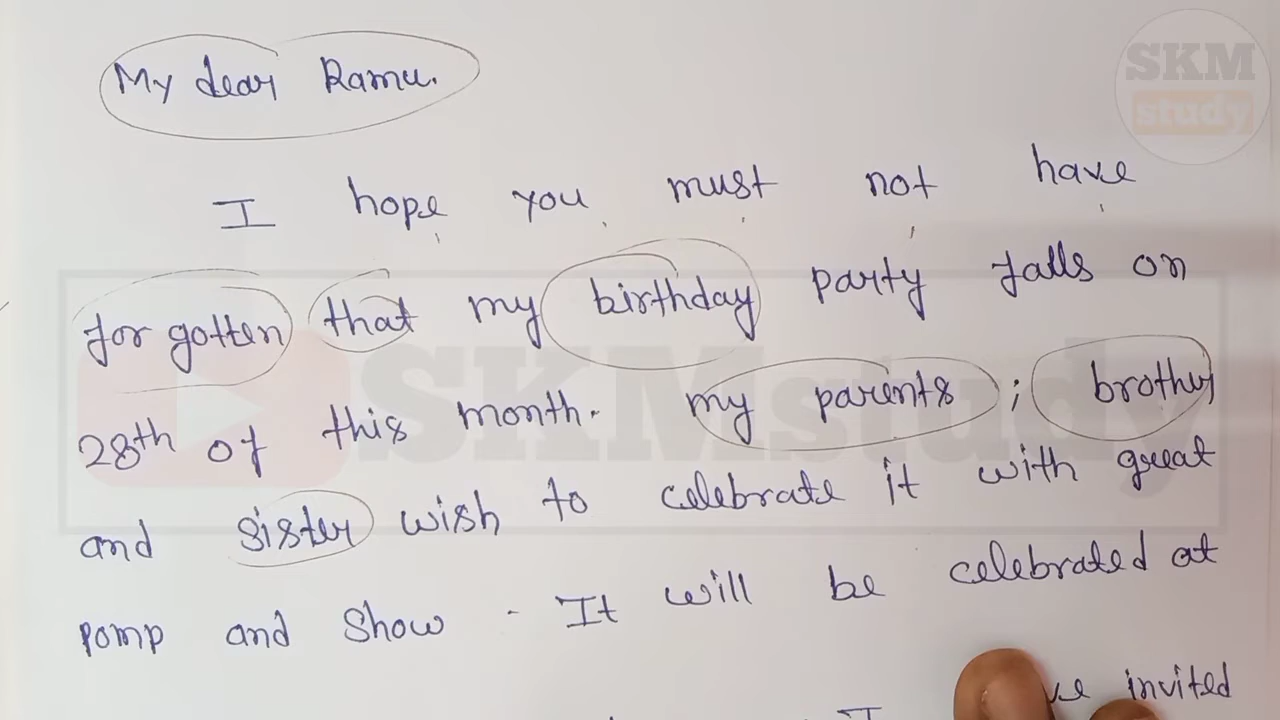 SKM
study
My dear Ramu.
I hope you must not have
forgotten that my birthday party falls on
SKMstudy
28th of this month. my parents; brother
and sister wish to celebrate it with great
pomp and show. It will be celebrated at
I have invited